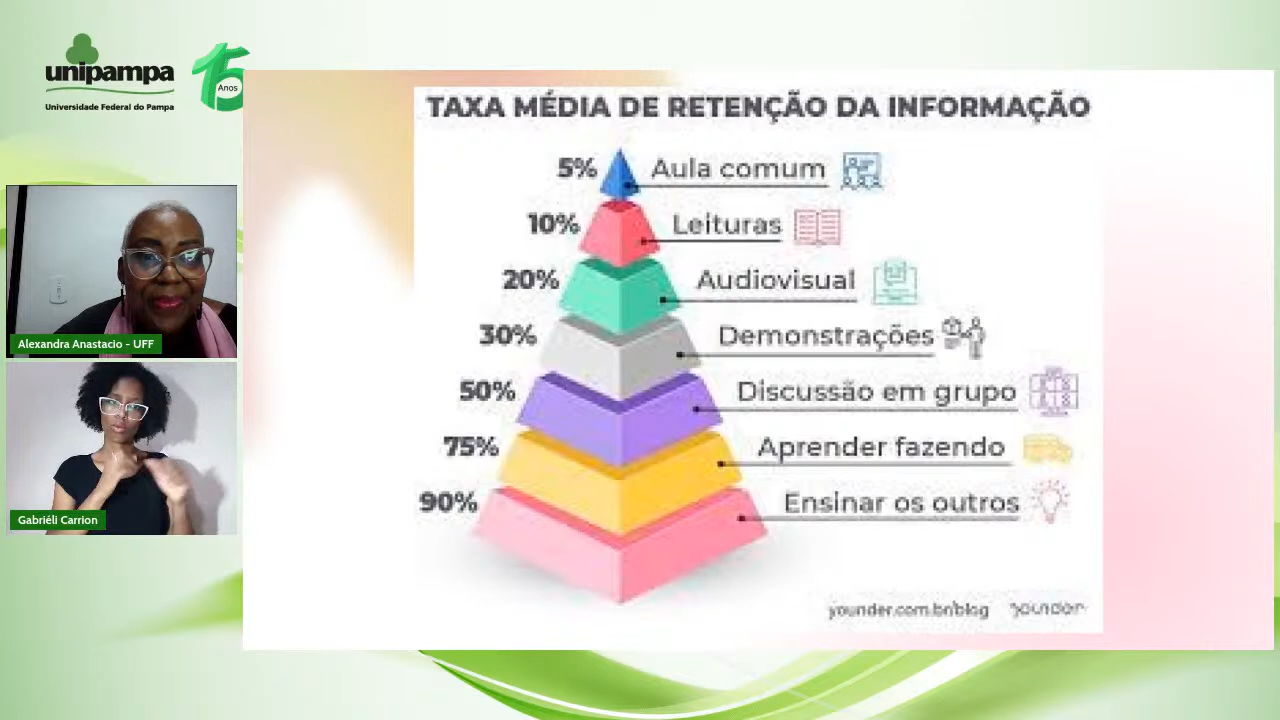 unipampa
Universidade Federal do Pampa
15
Anos
Alexandra Anastacio - UFF
Gabriéli Carrion
TAXA MÉDIA DE RETENÇÃO DA INFORMAÇÃO
5% Aula comum
10% Leituras
20% Audiovisual
30% Demonstrações
50% Discussão em grupo
75% Aprender fazendo
90% Ensinar os outros
younder.com.br/blog younder